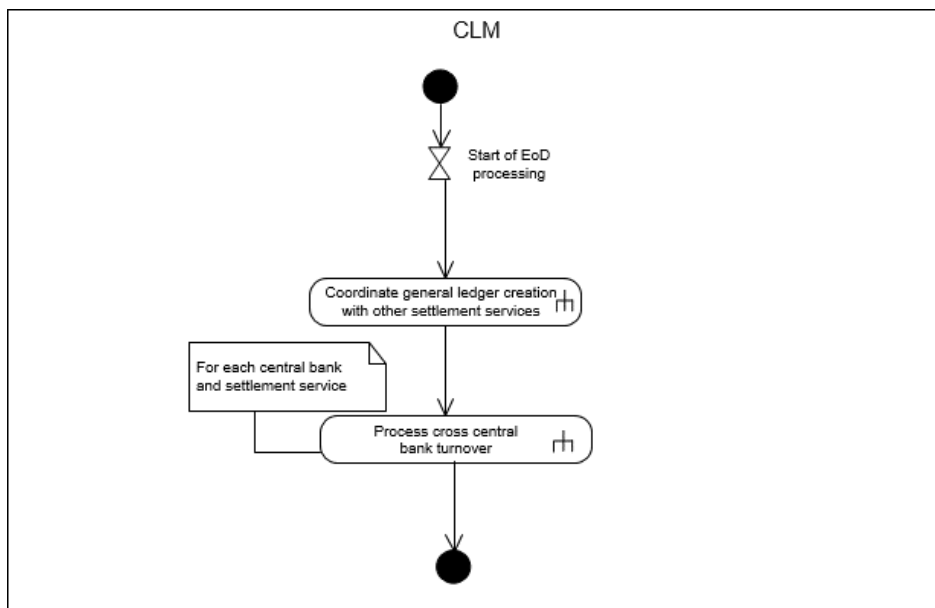 CLM
Start of EoD
processing
Coordinate general ledger creation
with other settlement services
For each central bank
and settlement service
Process cross central
bank turnover